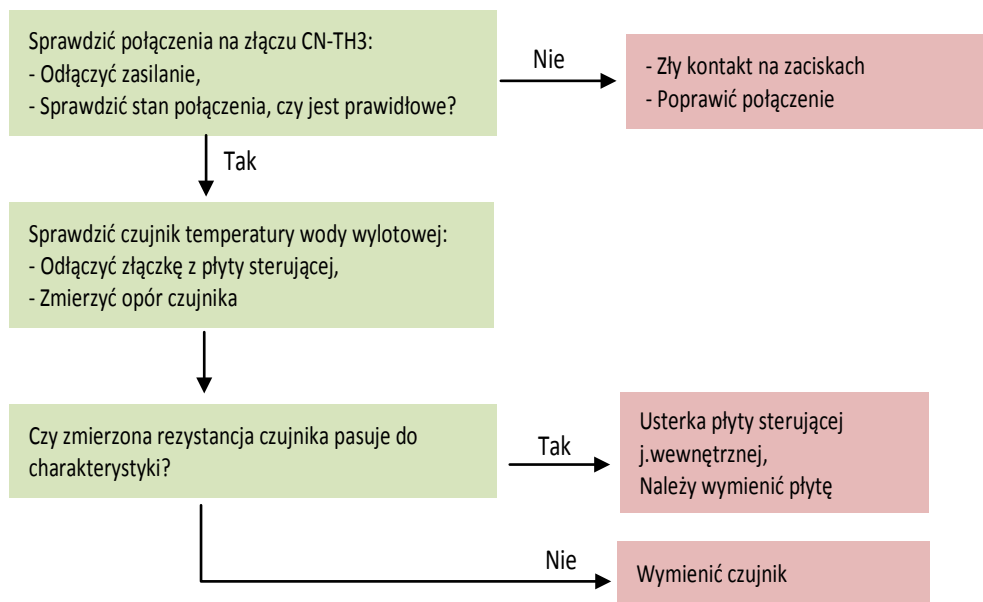 Sprawdzić połączenia na złączu CN-TH3:
- Odłączyć zasilanie,
- Sprawdzić stan połączenia, czy jest prawidłowe?
Nie
- Zły kontakt na zaciskach
- Poprawić połączenie
Tak
Sprawdzić czujnik temperatury wody wylotowej:
- Odłączyć złączkę z płyty sterującej,
- Zmierzyć opór czujnika
Czy zmierzona rezystancja czujnika pasuje do
charakterystyki?
Tak
Usterka płyty sterującej
j.wewnętrznej,
Należy wymienić płytę
Nie
Wymienić czujnik